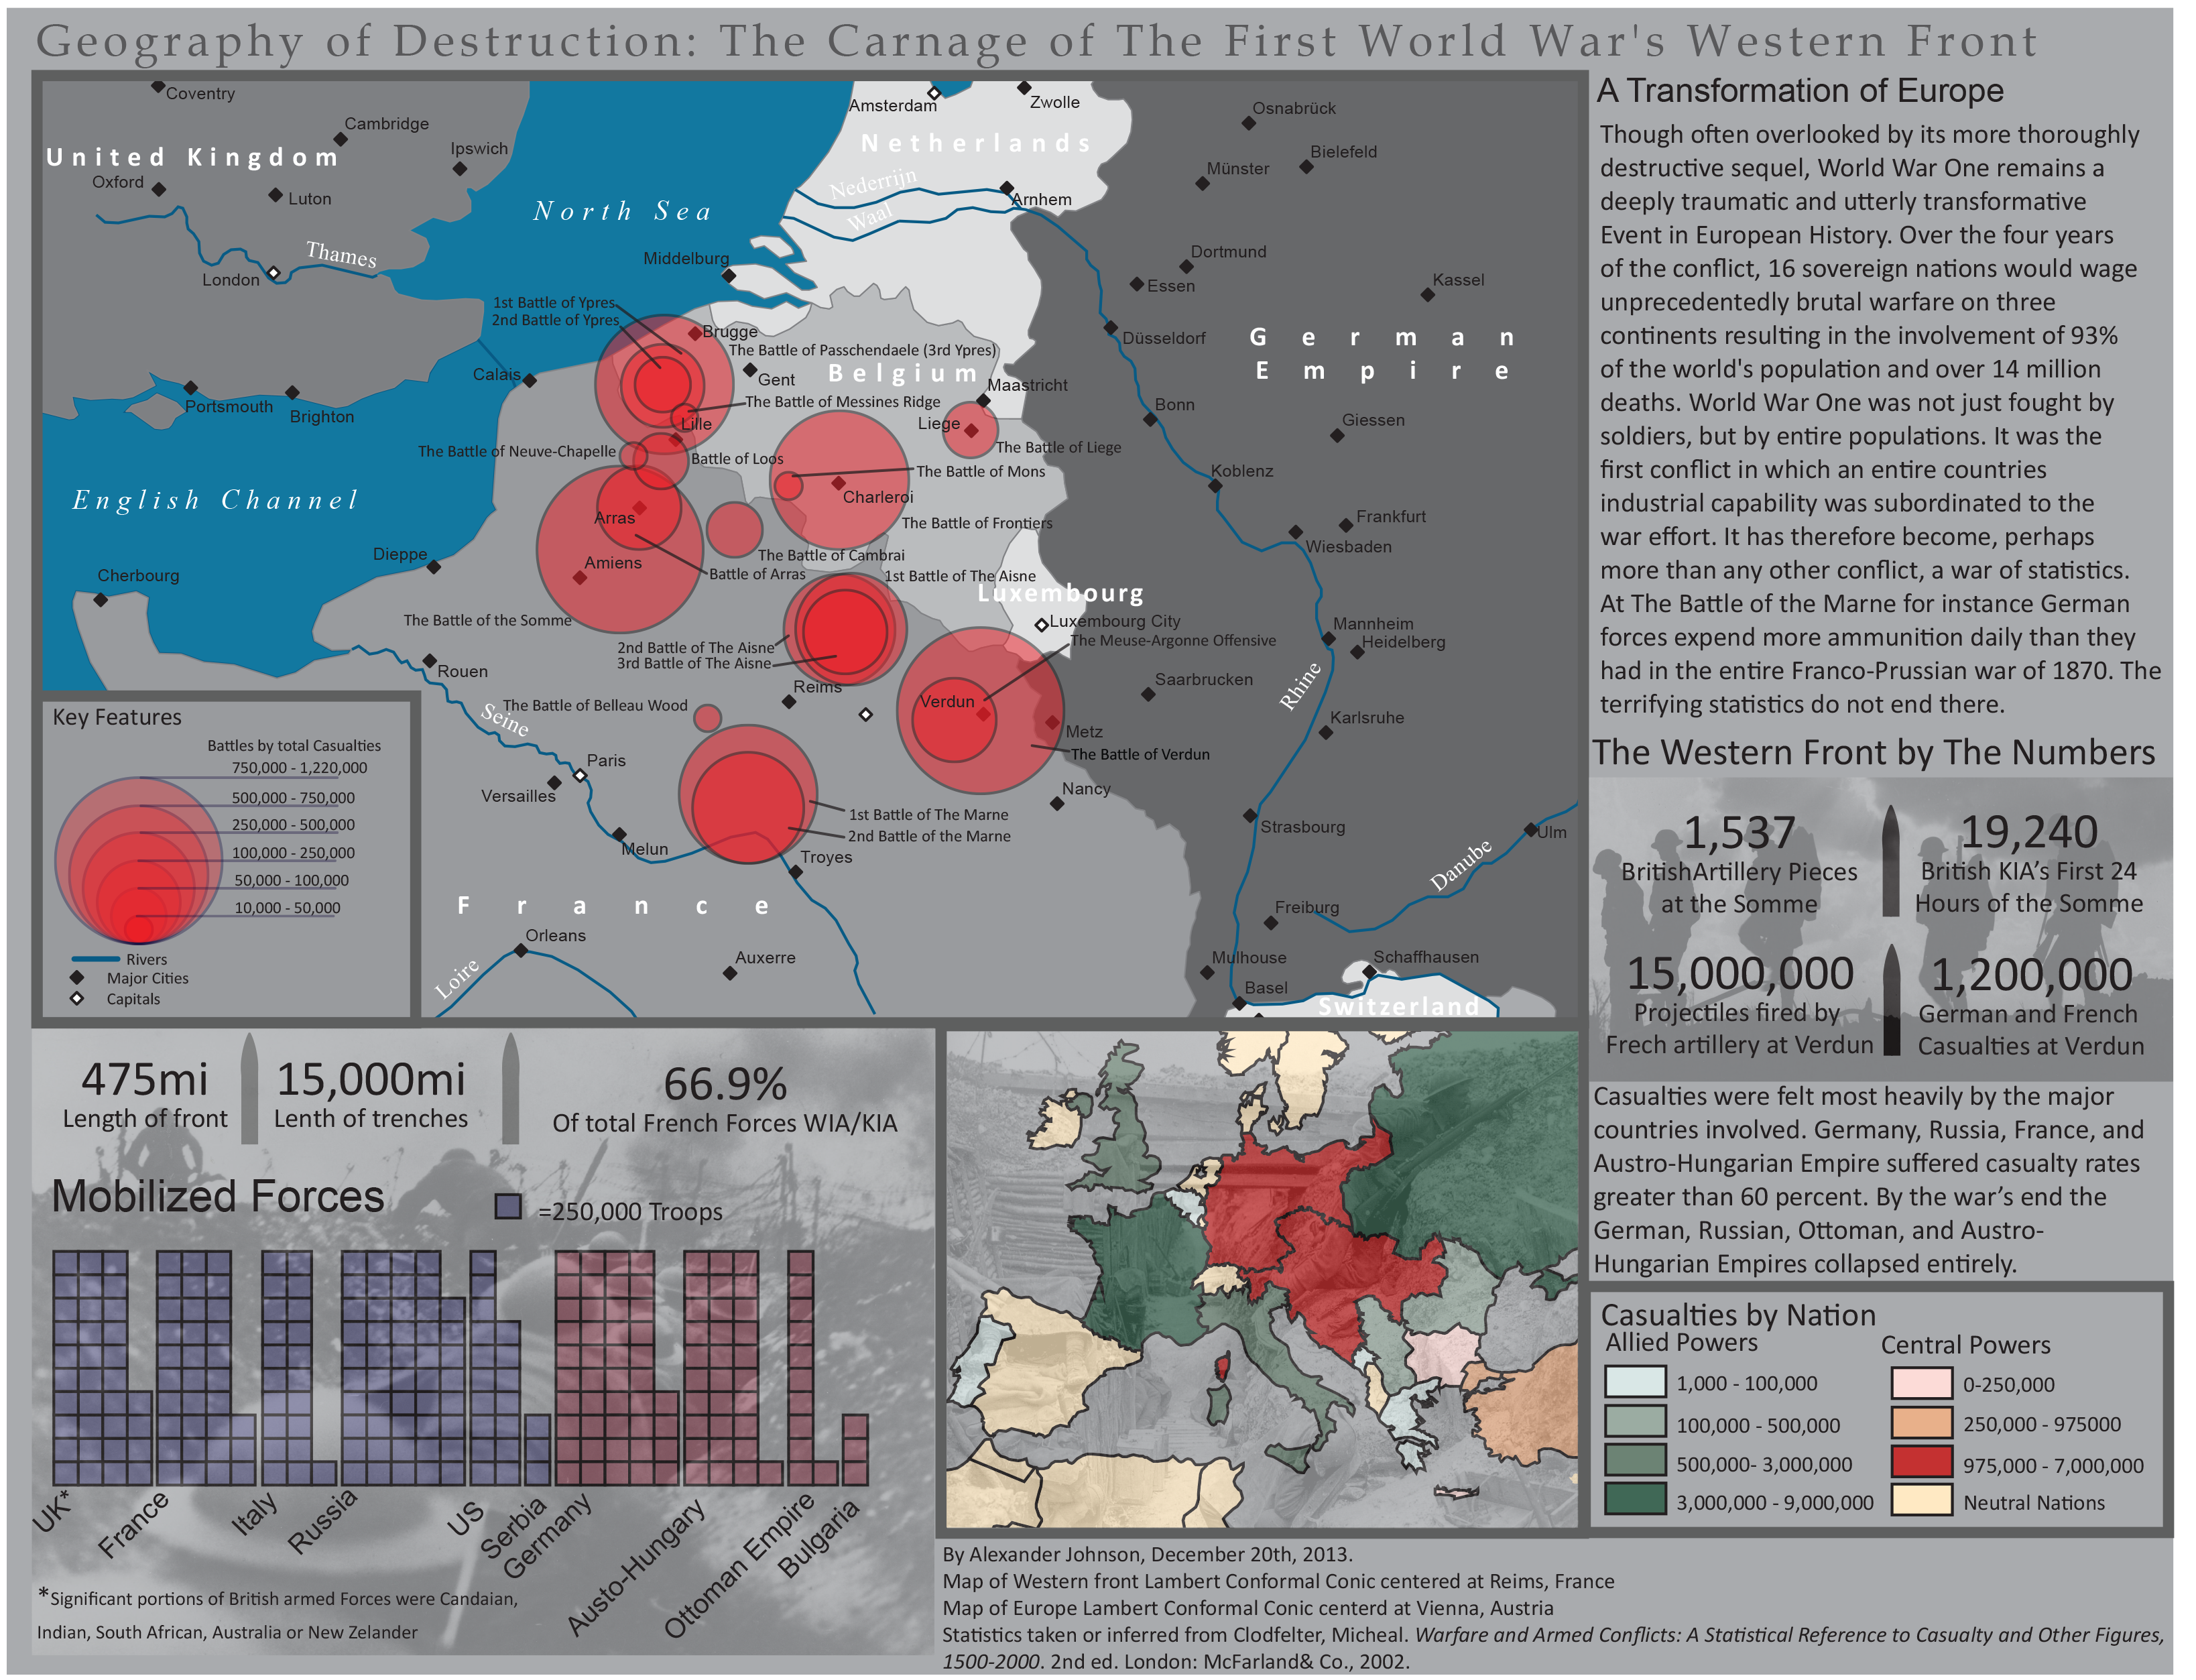 Geography of Destruction: The Carnage of The First World War's Western Front
Coventry
Cambridge
Ipswich
United Kingdom
Oxford
Luton
Thames
London
Portsmouth
Brighton
North Sea
English Channel
Amsterdam
Zwolle
Netherlands
Nederrijn
Waal
Arnhem
Middelburg
Osnabrück
Bielefeld
Münster
Dortmund
Essen
Kassel
Düsseldorf
German
Empire
Bonn
Giessen
Koblenz
Frankfurt
Wiesbaden
Mannheim
Heidelberg
Saarbrucken
Rhine
Karlsruhe
Strasbourg
Ulm
Danube
Freiburg
Mulhouse
Schaffhausen
Basel
Switzerland
1st Battle of Ypres
2nd Battle of Ypres
Brugge
The Battle of Passchendaele (3rd Ypres)
Calais
Gent
Belgium
Maastricht
The Battle of Messines Ridge
Lille
Liege
The Battle of Liege
The Battle of Neuve-Chapelle
Battle of Loos
The Battle of Mons
Charleroi
Arras
The Battle of Frontiers
Dieppe
The Battle of Cambrai
Amiens
Battle of Arras
1st Battle of The Aisne
Luxembourg
Cherbourg
The Battle of the Somme
Luxembourg City
The Meuse-Argonne Offensive
2nd Battle of The Aisne
3rd Battle of The Aisne
Rouen
Reims
Verdun
The Battle of Belleau Wood
Seine
Metz
The Battle of Verdun
Paris
Versailles
Nancy
1st Battle of The Marne
2nd Battle of the Marne
Melun
Troyes
France
Orleans
Auxerre
Loire
Key Features
Battles by total Casualties
750,000 - 1,220,000
500,000 - 750,000
250,000 - 500,000
100,000 - 250,000
50,000 - 100,000
10,000 - 50,000
Rivers
Major Cities
Capitals
A Transformation of Europe
Though often overlooked by its more thoroughly
destructive sequel, World War One remains a
deeply traumatic and utterly transformative
Event in European History. Over the four years
of the conflict, 16 sovereign nations would wage
unprecedentedly brutal warfare on three
continents resulting in the involvement of 93%
of the world's population and over 14 million
deaths. World War One was not just fought by
soldiers, but by entire populations. It was the
first conflict in which an entire countries
industrial capability was subordinated to the
war effort. It has therefore become, perhaps
more than any other conflict, a war of statistics.
At The Battle of the Marne for instance German
forces expend more ammunition daily than they
had in the entire Franco-Prussian war of 1870. The
terrifying statistics do not end there.
The Western Front by The Numbers
1,537
BritishArtillery Pieces
at the Somme
19,240
British KIA’s First 24
Hours of the Somme
15,000,000
Projectiles fired by
Frech artillery at Verdun
1,200,000
German and French
Casualties at Verdun
Casualties were felt most heavily by the major
countries involved. Germany, Russia, France, and
Austro-Hungarian Empire suffered casualty rates
greater than 60 percent. By the war’s end the
German, Russian, Ottoman, and Austro-
Hungarian Empires collapsed entirely.
Casualties by Nation
Allied Powers
1,000 - 100,000
100,000 - 500,000
500,000- 3,000,000
3,000,000 - 9,000,000
Central Powers
0-250,000
250,000 - 975000
975,000 - 7,000,000
Neutral Nations
475mi
Length of front
15,000mi
Lenth of trenches
66.9%
Of total French Forces WIA/KIA
Mobilized Forces
=250,000 Troops
UK*
France
Italy
Russia
US
Serbia
Germany
Austo-Hungary
Ottoman Empire
Bulgaria
*Significant portions of British armed Forces were Candaian,
Indian, South African, Australia or New Zelander
By Alexander Johnson, December 20th, 2013.
Map of Western front Lambert Conformal Conic centered at Reims, France
Map of Europe Lambert Conformal Conic centerd at Vienna, Austria
Statistics taken or inferred from Clodfelter, Micheal. Warfare and Armed Conflicts: A Statistical Reference to Casualty and Other Figures,
1500-2000. 2nd ed. London: McFarland& Co., 2002.